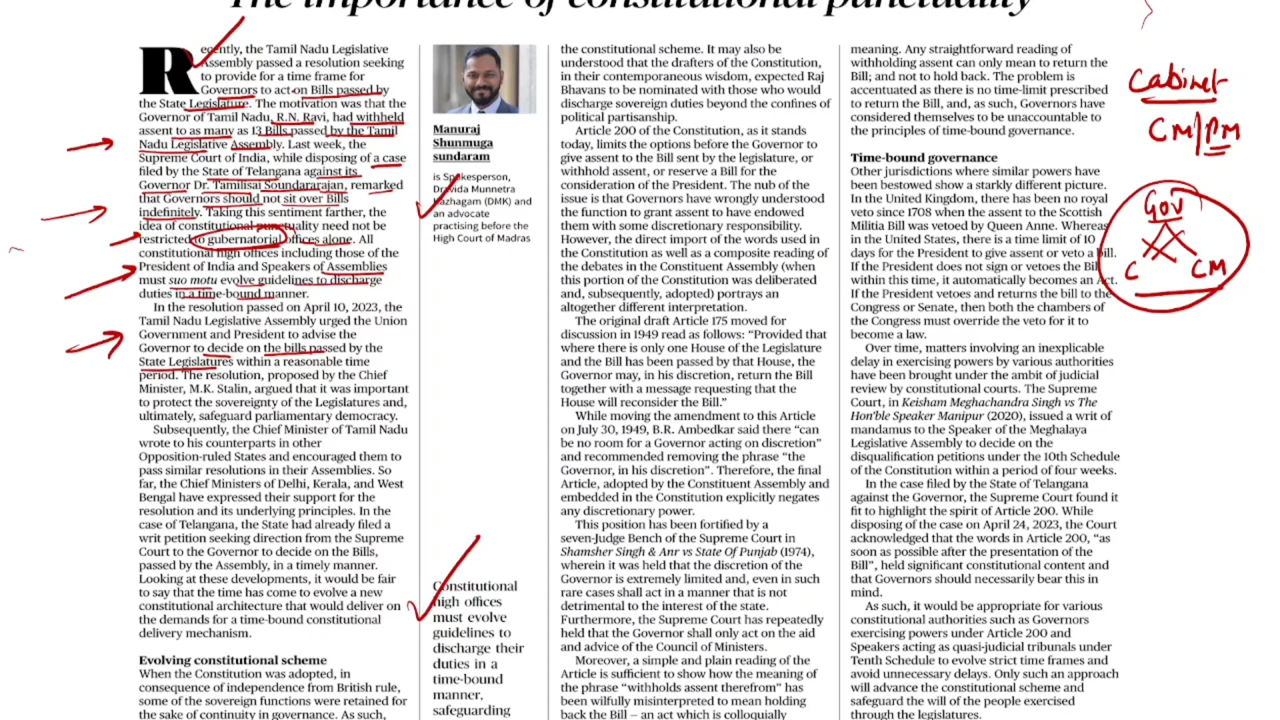 The importance of constitutional punctuality
Recently, the Tamil Nadu Legislative
Assembly passed a resolution seeking
to provide for a time frame for
Governors to act on Bills passed by
the State Legislature. The motivation was that the
Governor of Tamil Nadu, R.N. Ravi, had withheld
assent to as many as 13 Bills passed by the Tamil
Nadu Legislative Assembly. Last week, the
Supreme Court of India, while disposing of a case
filed by the State of Telangana against its
Governor Dr. Tamilisai Soundararajan, remarked
that Governors should not sit over Bills
indefinitely. Taking this sentiment farther, the
idea of constitutional punctuality need not be
restricted to gubernatorial offices alone. All
constitutional high offices including those of the
President of India and Speakers of Assemblies
must suo motu evolve guidelines to discharge
duties in a time-bound manner.
In the resolution passed on April 10, 2023, the
Tamil Nadu Legislative Assembly urged the Union
Government and President to advise the
Governor to decide on the bills passed by the
State Legislatures within a reasonable time
period. The resolution, proposed by the Chief
Minister, M.K. Stalin, argued that it was important
to protect the sovereignty of the Legislatures and,
ultimately, safeguard parliamentary democracy.
Subsequently, the Chief Minister of Tamil Nadu
wrote to his counterparts in other
Opposition-ruled States and encouraged them to
pass similar resolutions in their Assemblies. So
far, the Chief Ministers of Delhi, Kerala, and West
Bengal have expressed their support for the
resolution and its underlying principles. In the
case of Telangana, the State had already filed a
writ petition seeking direction from the Supreme
Court to the Governor to decide on the Bills,
passed by the Assembly, in a timely manner.
Looking at these developments, it would be fair
to say that the time has come to evolve a new
constitutional architecture that would deliver on
the demands for a time-bound constitutional
delivery mechanism.
Evolving constitutional scheme
When the Constitution was adopted, in
consequence of independence from British rule,
some of the sovereign functions were retained for
the sake of continuity in governance. As such,
Manuraj
Shunmuga
sundaram
is Spokesperson,
Dravida Munnetra
Kazhagam (DMK) and
an advocate
practising before the
High Court of Madras
Constitutional
high offices
must evolve
guidelines to
discharge their
duties in a
time-bound
manner,
safeguarding
the constitutional scheme. It may also be
understood that the drafters of the Constitution,
in their contemporaneous wisdom, expected Raj
Bhavans to be nominated with those who would
discharge sovereign duties beyond the confines of
political partisanship.
Article 200 of the Constitution, as it stands
today, limits the options before the Governor to
give assent to the Bill sent by the legislature, or
withhold assent, or reserve a Bill for the
consideration of the President. The nub of the
issue is that Governors have wrongly understood
the function to grant assent to have endowed
them with some discretionary responsibility.
However, the direct import of the words used in
the Constitution as well as a composite reading of
the debates in the Constituent Assembly (when
this portion of the Constitution was deliberated
and, subsequently, adopted) portrays an
altogether different interpretation.
The original draft Article 175 moved for
discussion in 1949 read as follows: “Provided that
where there is only one House of the Legislature
and the Bill has been passed by that House, the
Governor may, in his discretion, return the Bill
together with a message requesting that the
House will reconsider the Bill.”
While moving the amendment to this Article
on July 30, 1949, B.R. Ambedkar said there “can
be no room for a Governor acting on discretion”
and recommended removing the phrase “the
Governor, in his discretion”. Therefore, the final
Article, adopted by the Constituent Assembly and
embedded in the Constitution explicitly negates
any discretionary power.
This position has been fortified by a
seven-Judge Bench of the Supreme Court in
Shamsher Singh & Anr vs State Of Punjab (1974),
wherein it was held that the discretion of the
Governor is extremely limited and, even in such
rare cases shall act in a manner that is not
detrimental to the interest of the state.
Furthermore, the Supreme Court has repeatedly
held that the Governor shall only act on the aid
and advice of the Council of Ministers.
Moreover, a simple and plain reading of the
Article is sufficient to show how the meaning of
the phrase “withholds assent therefrom” has
been wilfully misinterpreted to mean holding
back the Bill – an act which is colloquially
meaning. Any straightforward reading of
withholding assent can only mean to return the
Bill; and not to hold back. The problem is
accentuated as there is no time-limit prescribed
to return the Bill, and, as such, Governors have
considered themselves to be unaccountable to
the principles of time-bound governance.
Time-bound governance
Other jurisdictions where similar powers have
been bestowed show a starkly different picture.
In the United Kingdom, there has been no royal
veto since 1708 when the assent to the Scottish
Militia Bill was vetoed by Queen Anne. Whereas
in the United States, there is a time limit of 10
days for the President to give assent or veto a bill.
If the President does not sign or vetoes the Bill
within this time, it automatically becomes an Act.
If the President vetoes and returns the bill to the
Congress or Senate, then both the chambers of
the Congress must override the veto for it to
become a law.
Over time, matters involving an inexplicable
delay in exercising powers by various authorities
have been brought under the ambit of judicial
review by constitutional courts. The Supreme
Court, in Keisham Meghachandra Singh vs The
Hon'ble Speaker Manipur (2020), issued a writ of
mandamus to the Speaker of the Meghalaya
Legislative Assembly to decide on the
disqualification petitions under the 10th Schedule
of the Constitution within a period of four weeks.
In the case filed by the State of Telangana
against the Governor, the Supreme Court found it
fit to highlight the spirit of Article 200. While
disposing of the case on April 24, 2023, the Court
acknowledged that the words in Article 200, “as
soon as possible after the presentation of the
Bill”, held significant constitutional content and
that Governors should necessarily bear this in
mind.
As such, it would be appropriate for various
constitutional authorities such as Governors
exercising powers under Article 200 and
Speakers acting as quasi-judicial tribunals under
Tenth Schedule to evolve strict time frames and
avoid unnecessary delays. Only such an approach
will advance the constitutional scheme and
safeguard the will of the people exercised
through the legislatures.
Cabinet
CM/PM
Gov
C CM